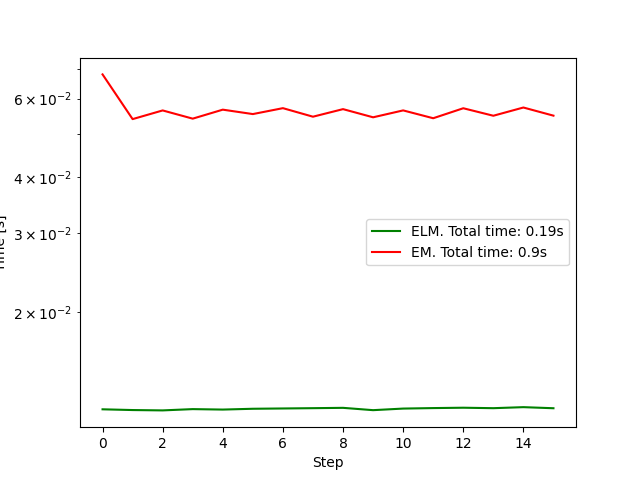 6 × 10⁻²
4 × 10⁻²
3 × 10⁻²
2 × 10⁻²
Time [s]
ELM. Total time: 0.19s
EM. Total time: 0.9s
0 2 4 6 8 10 12 14
Step